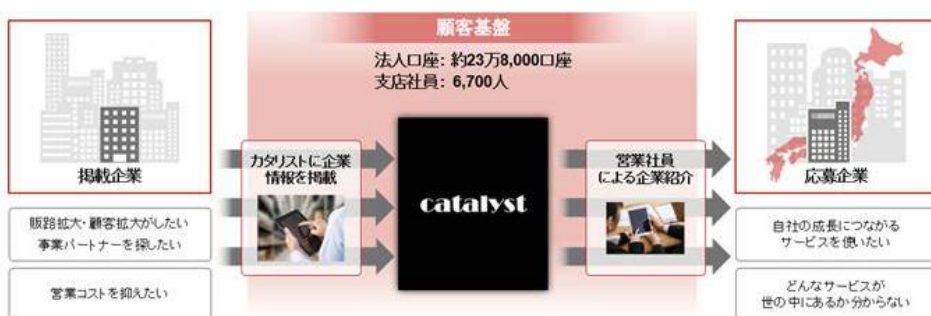 顧客基盤
法人口座: 約23万8,000口座
支店社員: 6,700人
掲載企業
販路拡大・顧客拡大がしたい
事業パートナーを探したい
営業コストを抑えたい
カタリストに企業
情報を掲載
catalyst
営業社員
による企業紹介
応募企業
自社の成長につながる
サービスを使いたい
どんなサービスが
世の中にあるか分からない